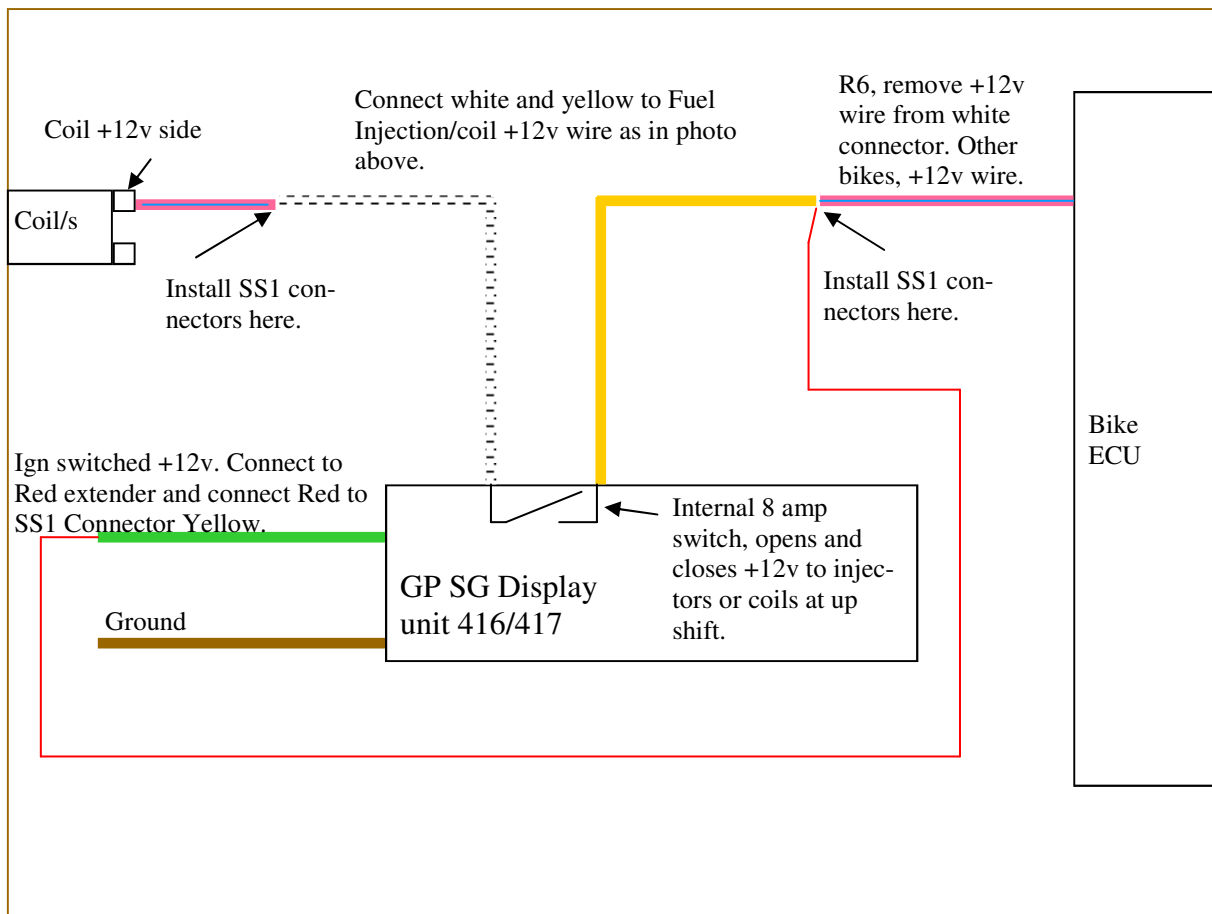 Coil +12v side
Connect white and yellow to Fuel
Injection/coil +12v wire as in photo
above.
R6, remove +12v
wire from white
connector. Other
bikes, +12v wire.
Coil/s
Install SS1 con-
nectors here.
Install SS1 con-
nectors here.
Bike
ECU
Ign switched +12v. Connect to
Red extender and connect Red to
SS1 Connector Yellow.
Internal 8 amp
switch, opens and
closes +12v to injec-
tors or coils at up
shift.
GP SG Display
unit 416/417
Ground